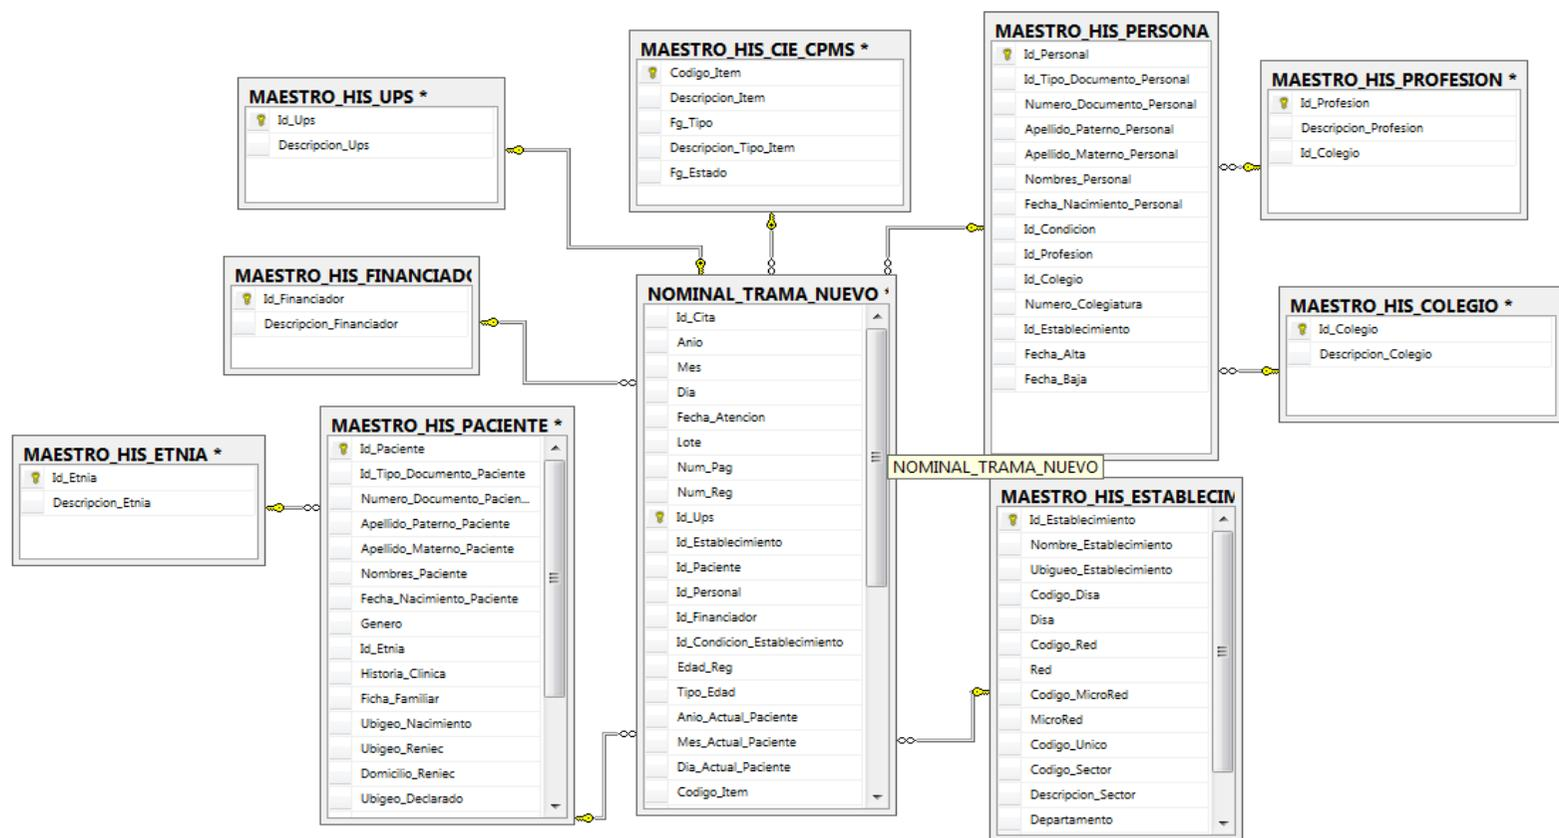 MAESTRO_HIS_UPS *
Id_Ups
Descripcion_Ups
MAESTRO_HIS_CIE_CPMS *
Codigo_Item
Descripcion_Item
Fg_Tipo
Descripcion_Tipo_Item
Fg_Estado
MAESTRO_HIS_PERSONA
Id_Personal
Id_Tipo_Documento_Personal
Numero_Documento_Personal
Apellido_Paterno_Personal
Apellido_Materno_Personal
Nombres_Personal
Fecha_Nacimiento_Personal
Id_Condicion
Id_Profesion
Id_Colegio
Numero_Colegiatura
Id_Establecimiento
Fecha_Alta
Fecha_Baja
MAESTRO_HIS_PROFESION *
Id_Profesion
Descripcion_Profesion
Id_Colegio
MAESTRO_HIS_FINANCIADO
Id_Financiador
Descripcion_Financiador
NOMINAL_TRAMA_NUEVO *
Id_Cita
Anio
Mes
Dia
Fecha_Atencion
Lote
Num_Pag
Num_Reg
Id_Ups
Id_Establecimiento
Id_Paciente
Id_Personal
Id_Financiador
Id_Condicion_Establecimiento
Edad_Reg
Tipo_Edad
Anio_Actual_Paciente
Mes_Actual_Paciente
Dia_Actual_Paciente
Codigo_Item
MAESTRO_HIS_COLEGIO *
Id_Colegio
Descripcion_Colegio
MAESTRO_HIS_ETNIA *
Id_Etnia
Descripcion_Etnia
MAESTRO_HIS_PACIENTE *
Id_Paciente
Id_Tipo_Documento_Paciente
Numero_Documento_Pacien...
Apellido_Paterno_Paciente
Apellido_Materno_Paciente
Nombres_Paciente
Fecha_Nacimiento_Paciente
Genero
Id_Etnia
Historia_Clinica
Ficha_Familiar
Ubigeo_Nacimiento
Ubigeo_Reniec
Domicilio_Reniec
Ubigeo_Declarado
NOMINAL_TRAMA_NUEVO
MAESTRO_HIS_ESTABLECIM
Id_Establecimiento
Nombre_Establecimiento
Ubigueo_Establecimiento
Codigo_Disa
Disa
Codigo_Red
Red
Codigo_MicroRed
MicroRed
Codigo_Unico
Codigo_Sector
Descripcion_Sector
Departamento